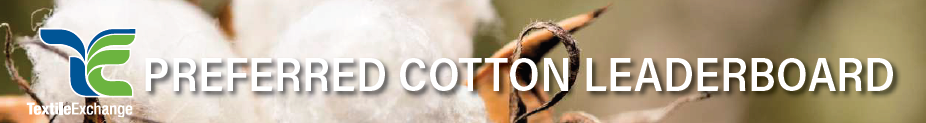 PREFERRED COTTON LEADERBOARD
TextileExchange